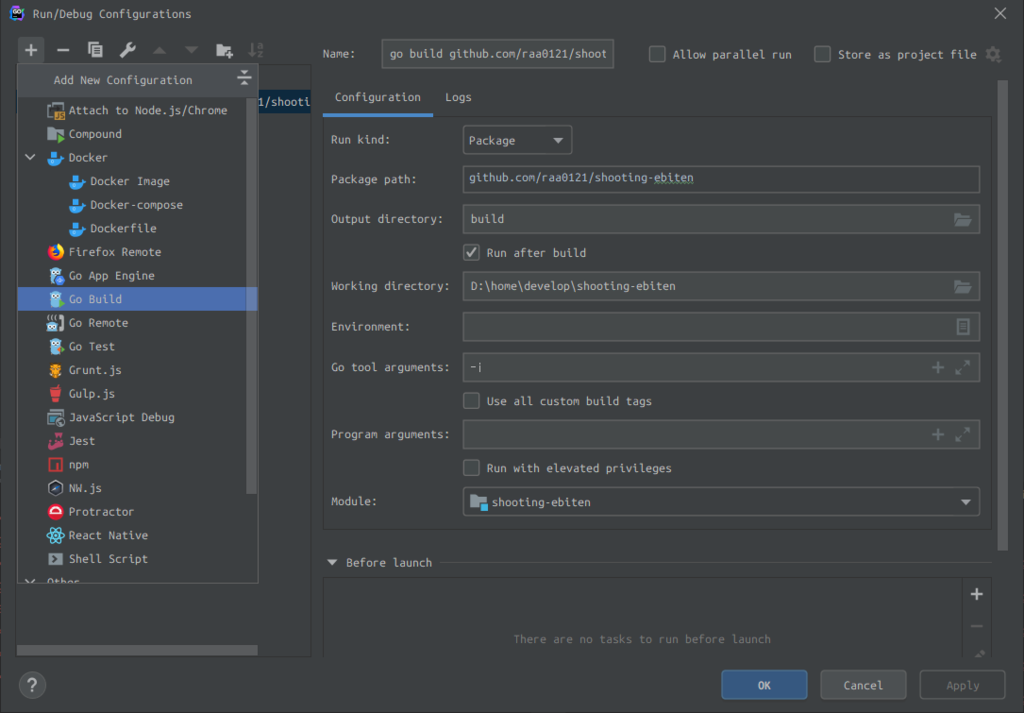 Run/Debug Configurations
Name: go build github.com/raa0121/shoot Allow parallel run Store as project file
Add New Configuration
1/shooti
Attach to Node.js/Chrome
Compound
Docker
Docker Image
Docker-compose
Dockerfile
Firefox Remote
Go App Engine
Go Build
Go Remote
Go Test
Grunt.js
Gulp.js
JavaScript Debug
Jest
npm
NW.js
Protractor
React Native
Shell Script
Other
Configuration Logs
Run kind: Package
Package path: github.com/raa0121/shooting-ebiten
Output directory: build
Run after build
Working directory: D:\home\develop\shooting-ebiten
Environment:
Go tool arguments: -i
Use all custom build tags
Program arguments:
Run with elevated privileges
Module: shooting-ebiten
Before launch
There are no tasks to run before launch
? OK Cancel Apply